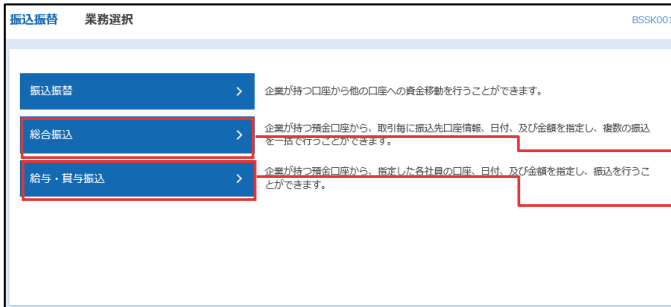 振込振替 業務選択 BSSK001
振込振替 > 企業が持つ口座から他の口座への資金移動を行うことができます。
総合振込 > 企業が持つ預金口座から、取引毎に振込先口座情報、日付、及び金額を指定し、複数の振込
を一括で行うことができます。
給与・賞与振込 > 企業が持つ預金口座から、指定した各社員の口座、日付、及び金額を指定し、振込を行うこ
とができます。